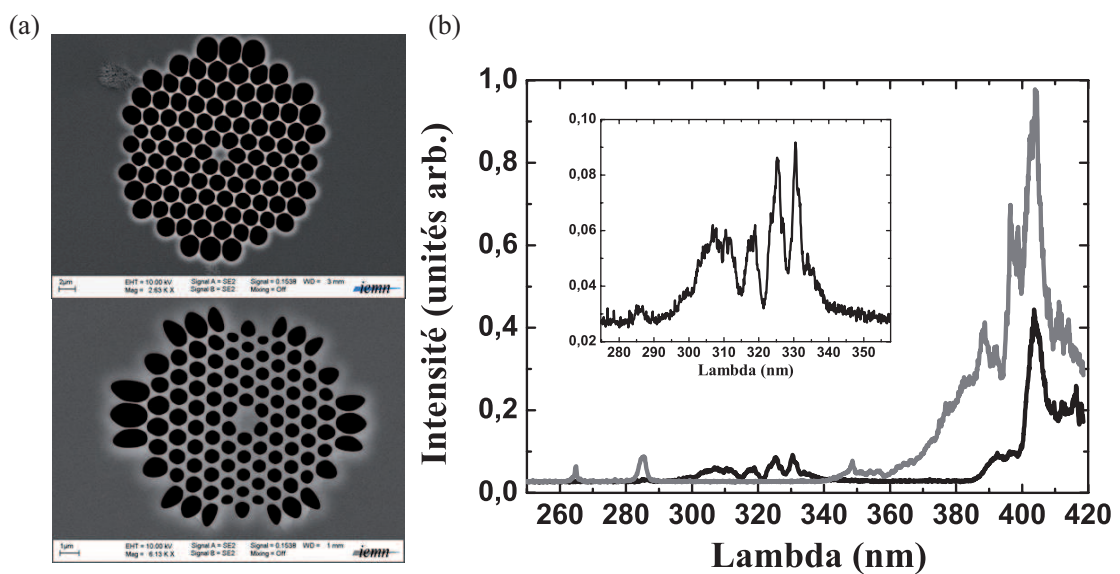 (a)
(b)
2µm
EHT = 10.00 kV
Mag = 2.63 K X
Signal A = SE2
Signal B = SE2
Signal = 0.1538
Mixing = Off
WD = 3 mm
iemn
1µm
EHT = 10.00 kV
Mag = 6.13 K X
Signal A = SE2
Signal B = SE2
Signal = 0.1538
Mixing = Off
WD = 1 mm
iemn
Intensité (unités arb.)
1,0
0,8
0,6
0,4
0,2
0,0
0,10
0,08
0,06
0,04
0,02
280 290 300 310 320 330 340 350
Lambda (nm)
260 280 300 320 340 360 380 400 420
Lambda (nm)